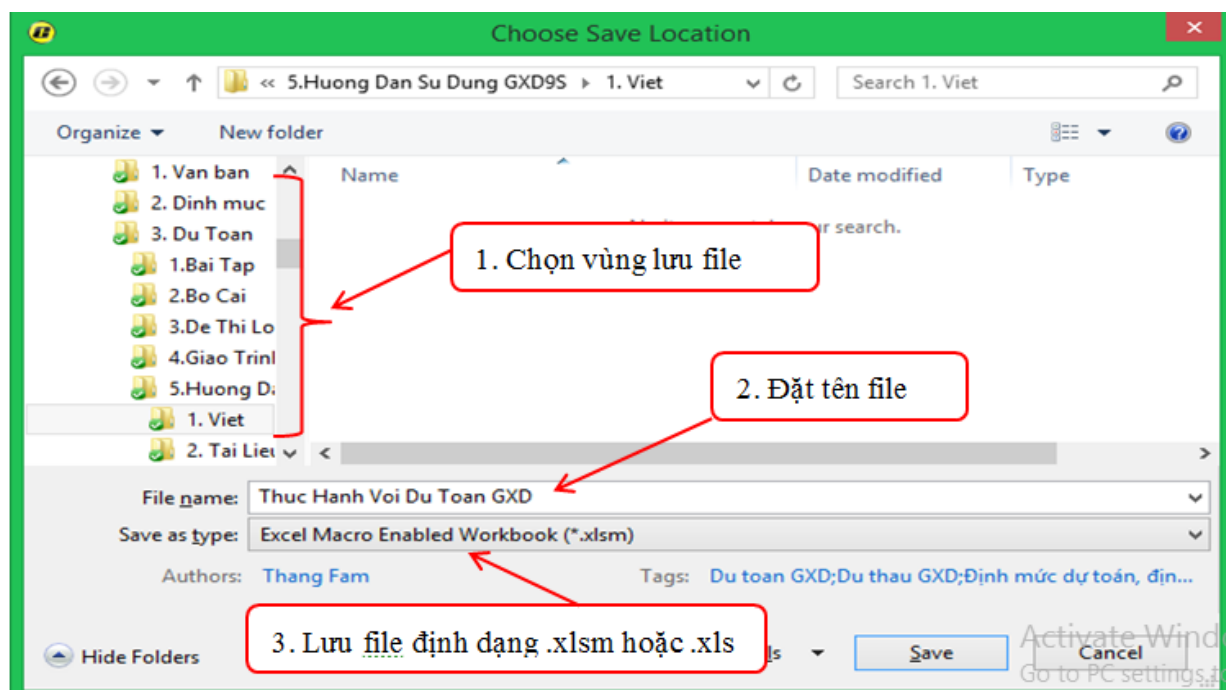 Choose Save Location
« 5.Huong Dan Su Dung GXD9S 1. Viet
Search 1. Viet
Organize
New folder
1. Van ban
2. Dinh muc
3. Du Toan
1.Bai Tap
2.Bo Cai
3.De Thi Lo
4.Giao Trinl
5.Huong Da
1. Viet
2. Tai Lieu
Name
Date modified
Type
search.
1. Chọn vùng lưu file
2. Đặt tên file
File name: Thuc Hanh Voi Du Toan GXD
Save as type: Excel Macro Enabled Workbook (*.xlsm)
Authors: Thang Fam
Tags: Du toan GXD;Du thau GXD;Định mức dự toán, địn...
3. Lưu file định dạng .xlsm hoặc .xls
Hide Folders
ls
Save
Cancel
Activate Wind
Go to PC settings t